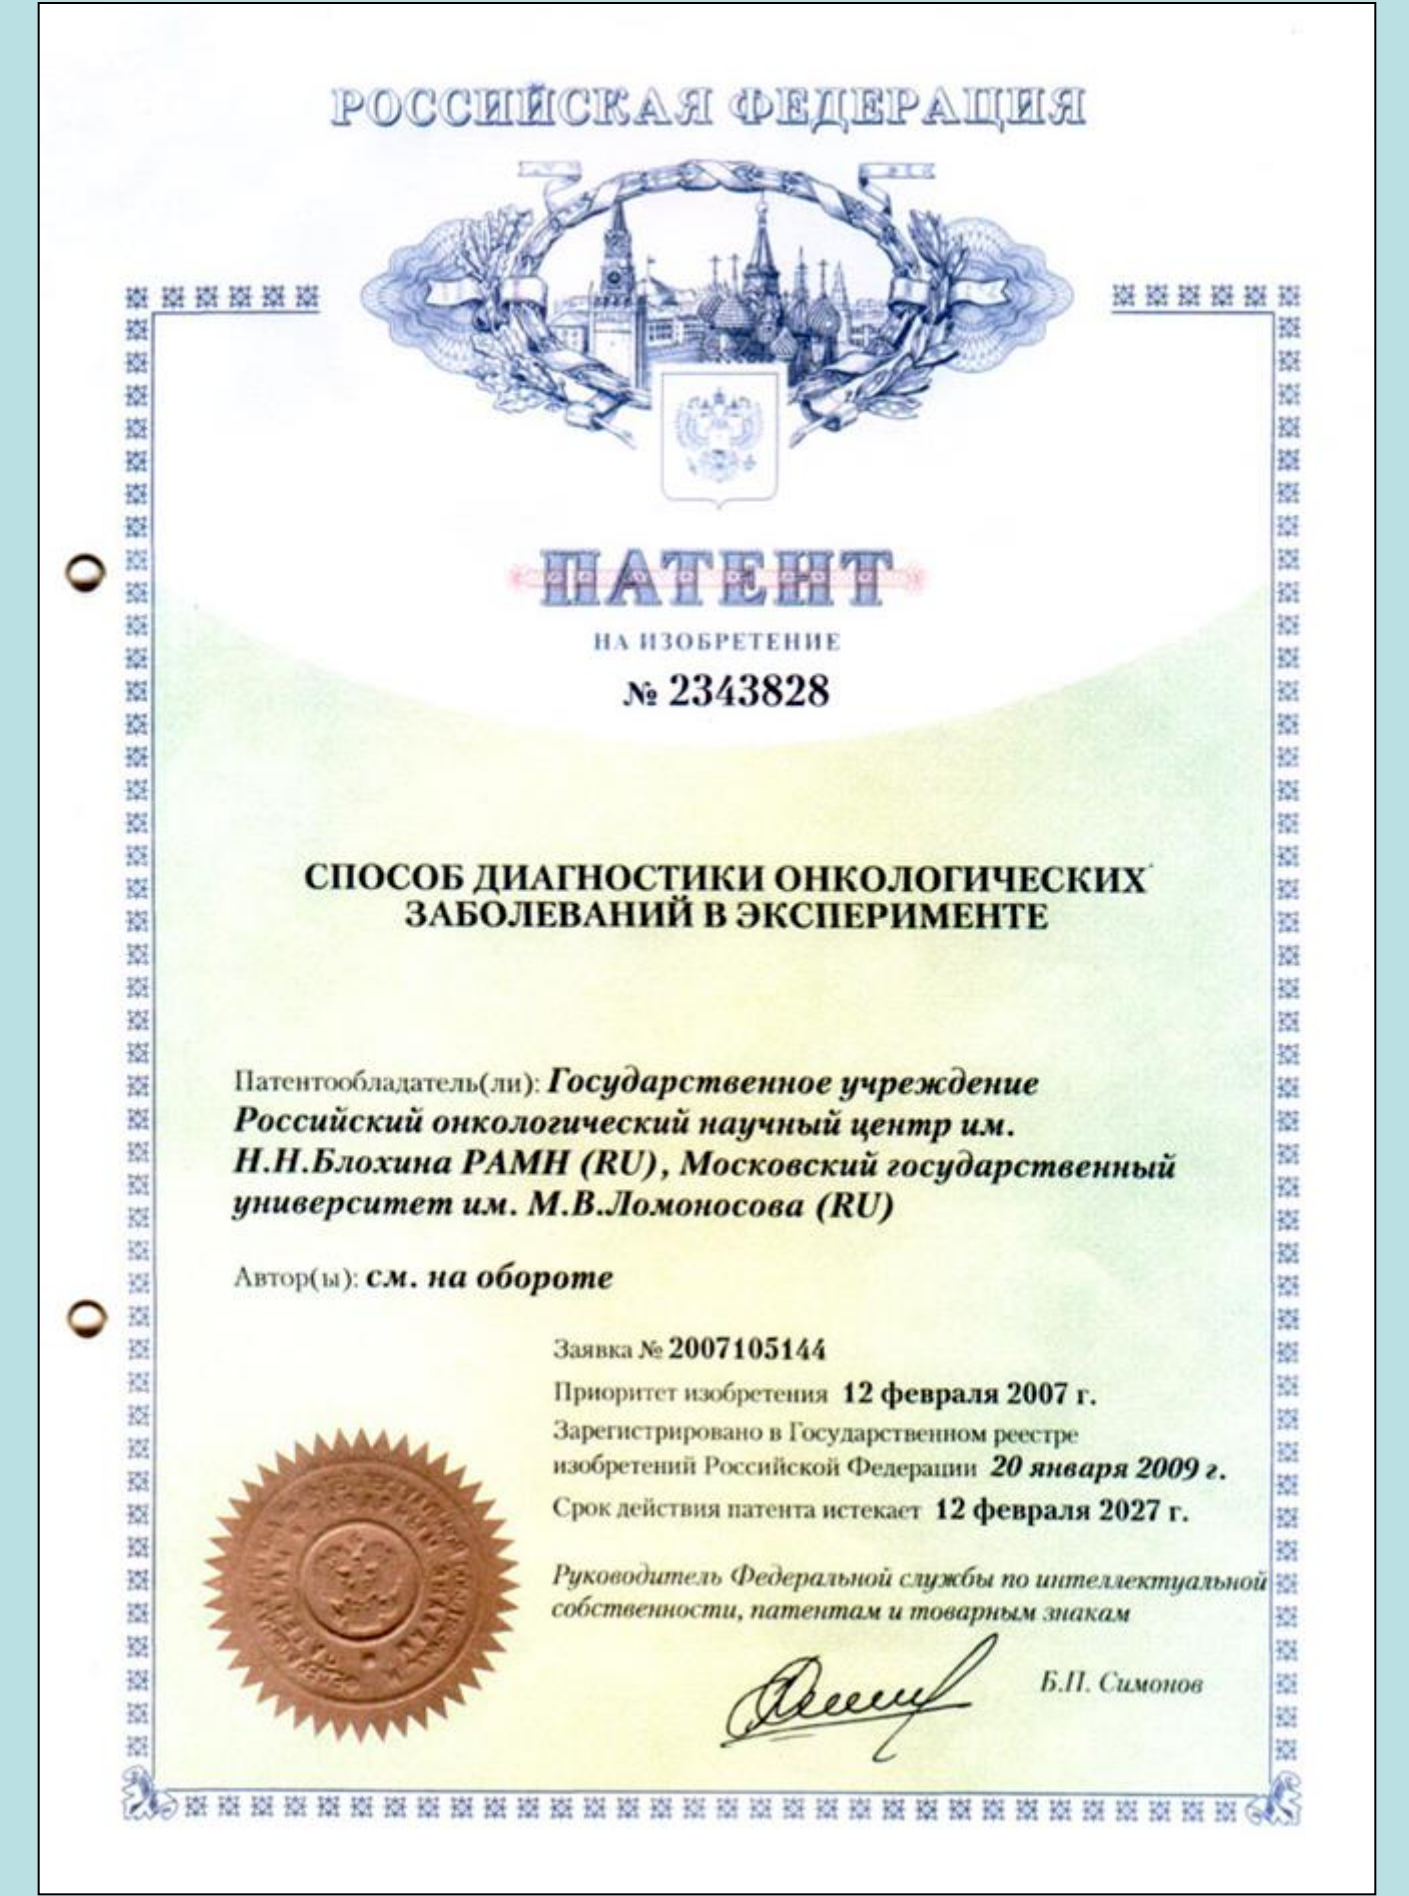 РОССИЙСКАЯ ФЕДЕРАЦИЯ
ПАТЕНТ
НА ИЗОБРЕТЕНИЕ
№ 2343828
СПОСОБ ДИАГНОСТИКИ ОНКОЛОГИЧЕСКИХ
ЗАБОЛЕВАНИЙ В ЭКСПЕРИМЕНТЕ
Патентообладатель(ли): Государственное учреждение
Российский онкологический научный центр им.
Н.Н.Блохина РАМН (RU), Московский государственный
университет им. М.В.Ломоносова (RU)
Автор(ы): см. на обороте
Заявка № 2007105144
Приоритет изобретения 12 февраля 2007 г.
Зарегистрировано в Государственном реестре
изобретений Российской Федерации 20 января 2009 г.
Срок действия патента истекает 12 февраля 2027 г.
Руководитель Федеральной службы по интеллектуальной
собственности, патентам и товарным знакам
Б.П. Симонов